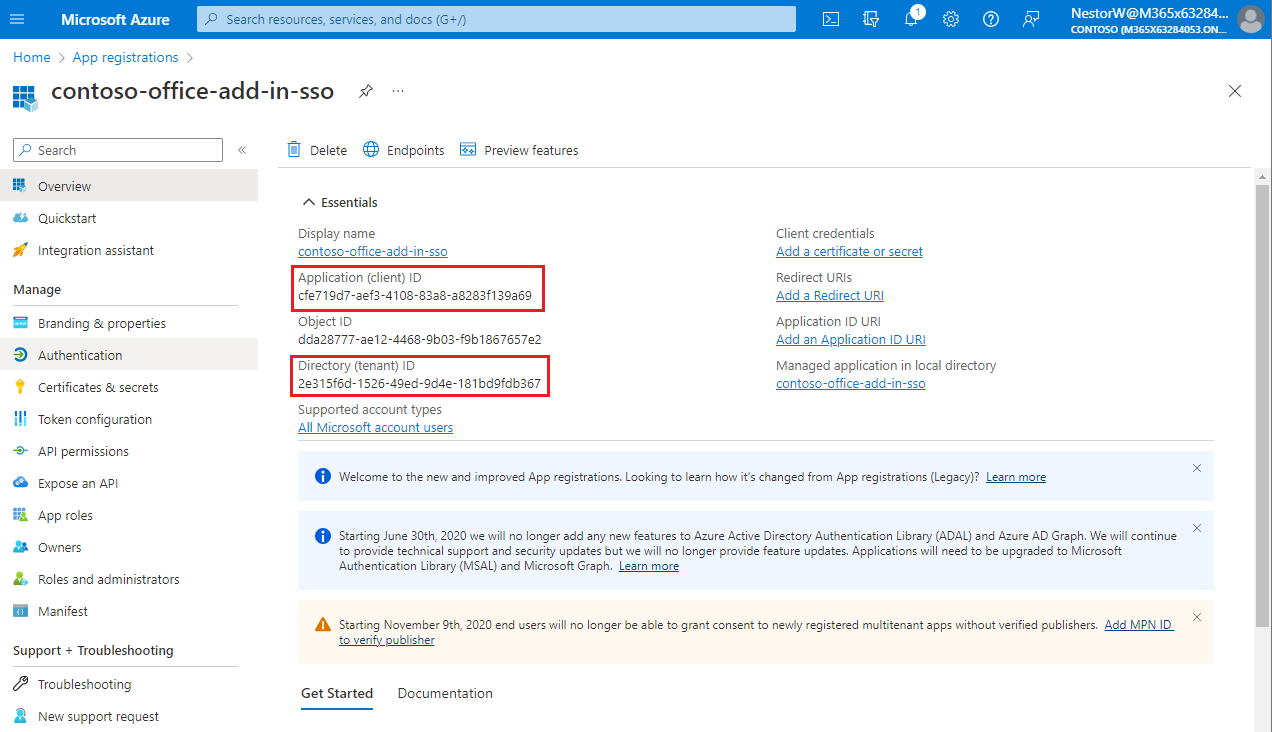 Microsoft Azure
Search resources, services, and docs (G+/)
1
NestorW@M365x63284...
CONTOSO (M365X63284053.ON...
Home > App registrations >
contoso-office-add-in-sso
...
Search
«
Delete
Endpoints
Preview features
Overview
Quickstart
Integration assistant
Manage
Branding & properties
Authentication
Certificates & secrets
Token configuration
API permissions
Expose an API
App roles
Owners
Roles and administrators
Manifest
Support + Troubleshooting
Troubleshooting
New support request
Essentials
Display name
contoso-office-add-in-sso
Application (client) ID
cfe719d7-aef3-4108-83a8-a8283f139a69
Object ID
dda28777-ae12-4468-9b03-f9b1867657e2
Directory (tenant) ID
2e315f6d-1526-49ed-9d4e-181bd9fdb367
Supported account types
All Microsoft account users
Client credentials
Add a certificate or secret
Redirect URIs
Add a Redirect URI
Application ID URI
Add an Application ID URI
Managed application in local directory
contoso-office-add-in-sso
Welcome to the new and improved App registrations. Looking to learn how it's changed from App registrations (Legacy)? Learn more
Starting June 30th, 2020 we will no longer add any new features to Azure Active Directory Authentication Library (ADAL) and Azure AD Graph. We will continue
to provide technical support and security updates but we will no longer provide feature updates. Applications will need to be upgraded to Microsoft
Authentication Library (MSAL) and Microsoft Graph. Learn more
Starting November 9th, 2020 end users will no longer be able to grant consent to newly registered multitenant apps without verified publishers. Add MPN ID
to verify publisher
Get Started
Documentation